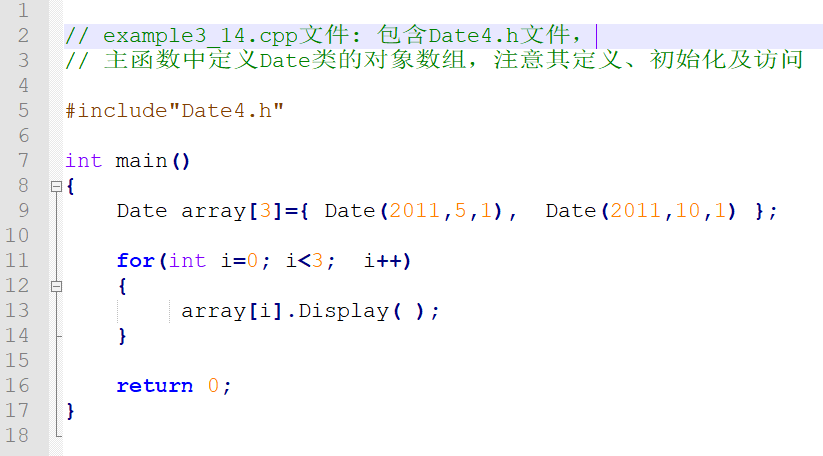 1
2 // example3_14.cpp文件: 包含Date4.h文件，
3 // 主函数中定义Date类的对象数组，注意其定义、初始化及访问
4
5 #include"Date4.h"
6
7 int main()
8 {
9 Date array[3]={ Date(2011,5,1), Date(2011,10,1) };
10
11 for(int i=0; i<3; i++)
12 {
13 array[i].Display( );
14 }
15
16 return 0;
17 }
18